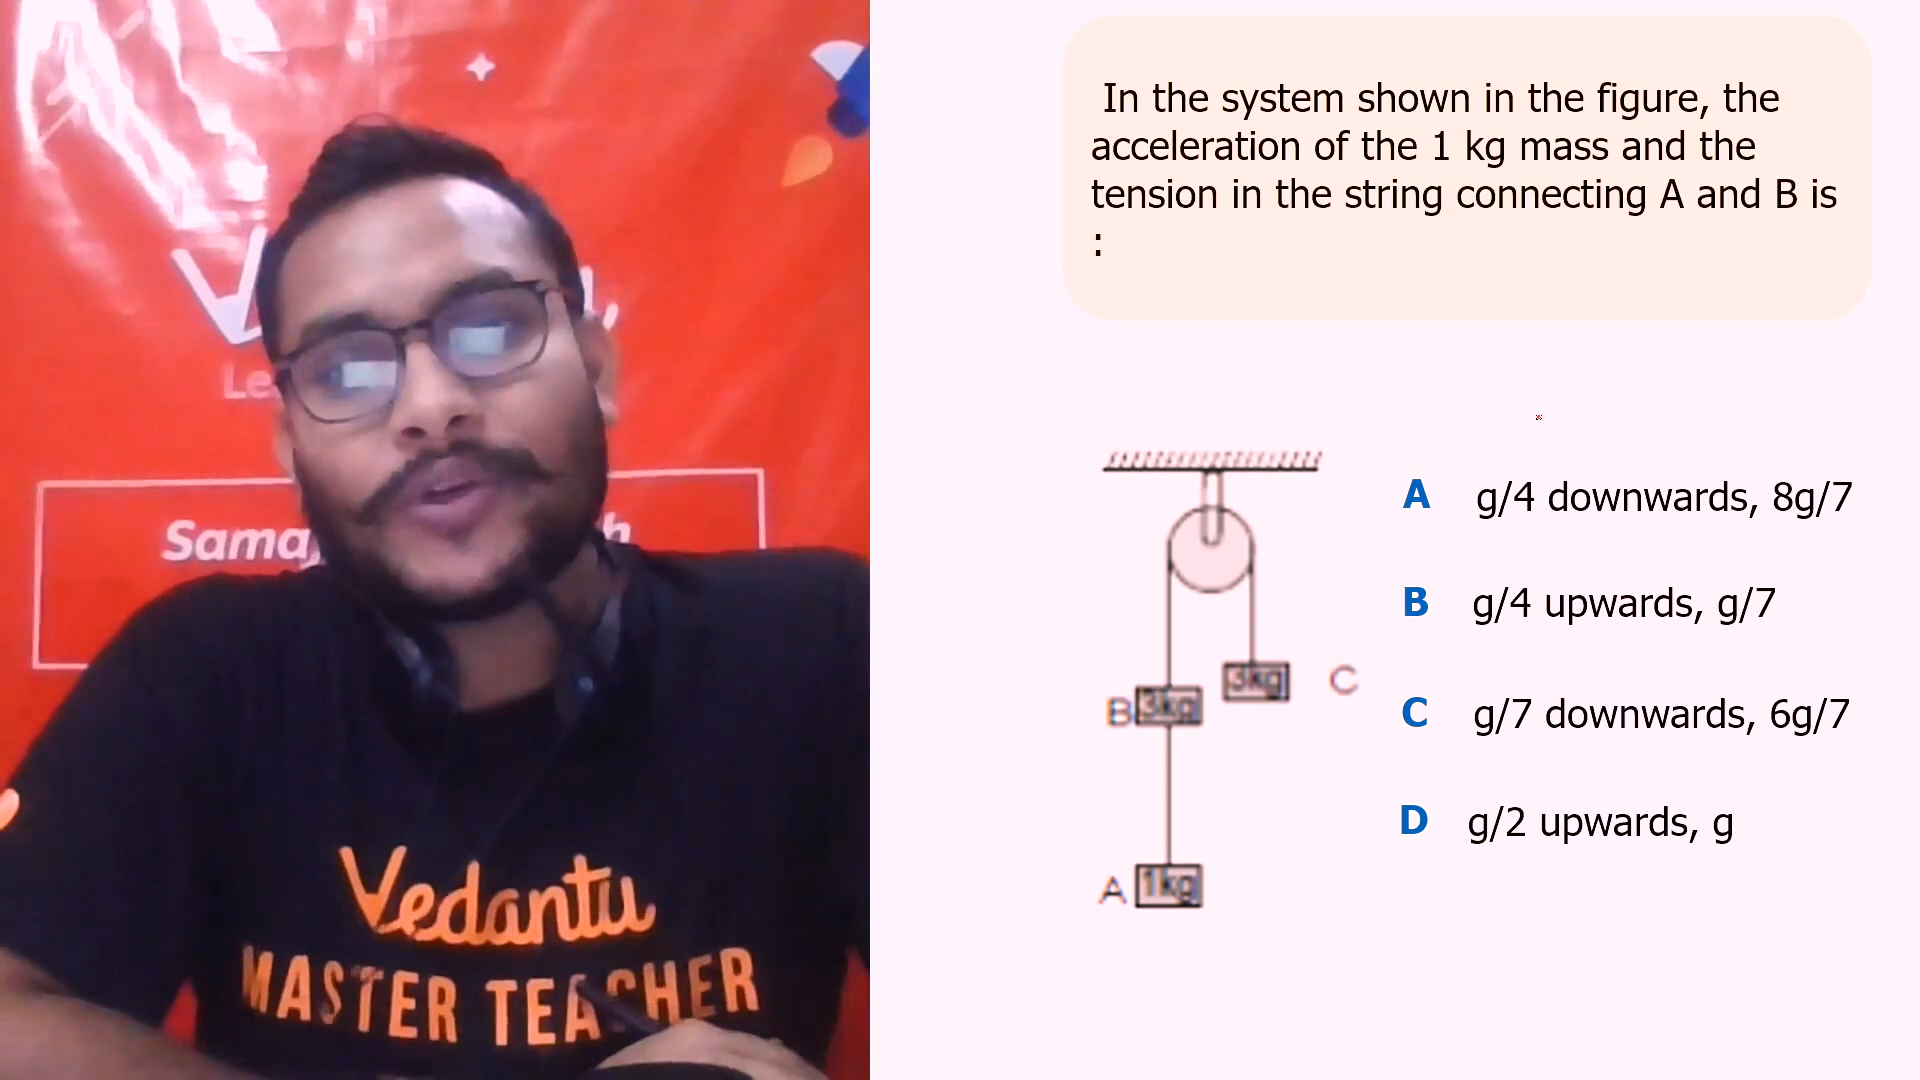 In the system shown in the figure, the
acceleration of the 1 kg mass and the
tension in the string connecting A and B is
:
A g/4 downwards, 8g/7
B g/4 upwards, g/7
C g/7 downwards, 6g/7
D g/2 upwards, g
3kg C
B 3kg
A 1kg
Vedantu
MASTER TEACHER